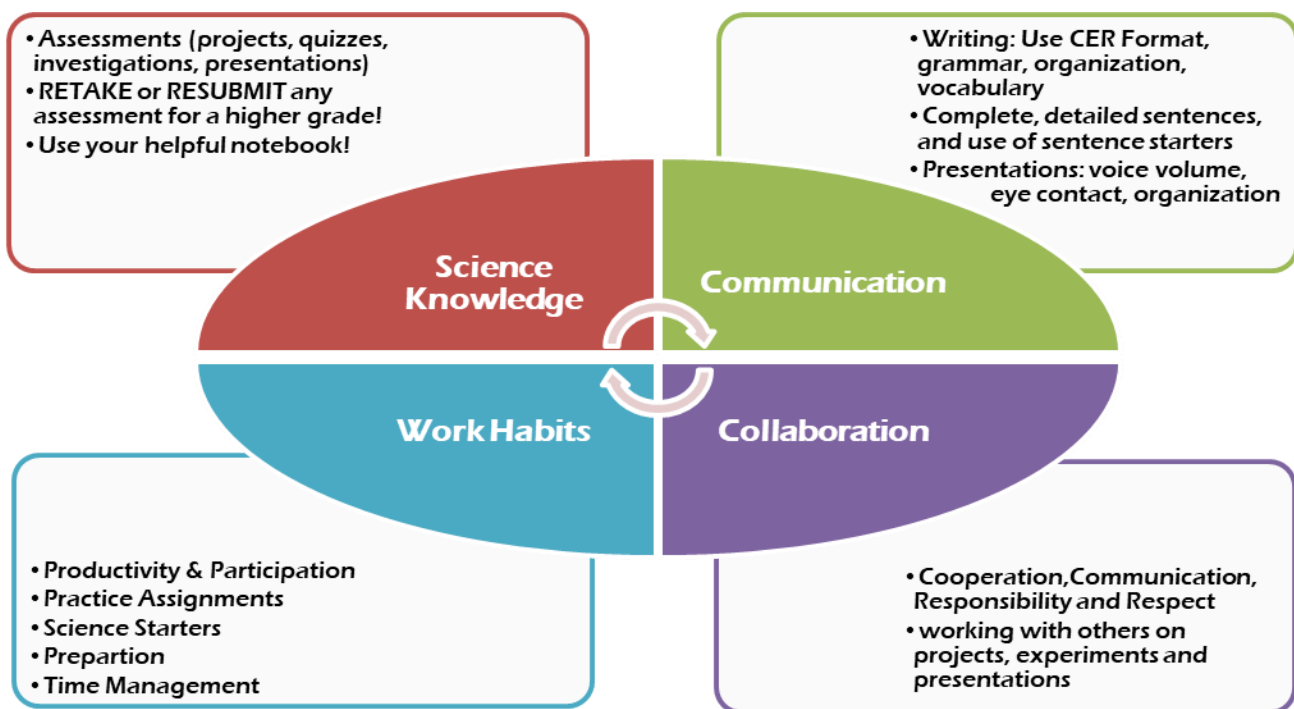 • Assessments (projects, quizzes,
investigations, presentations)
• RETAKE or RESUBMIT any
assessment for a higher grade!
• Use your helpful notebook!
• Writing: Use CER Format,
grammar, organization,
vocabulary
• Complete, detailed sentences,
and use of sentence starters
• Presentations: voice volume,
eye contact, organization
Science
Knowledge
Communication
Work Habits
Collaboration
• Productivity & Participation
• Practice Assignments
• Science Starters
• Prepartion
• Time Management
• Cooperation,Communication,
Responsibility and Respect
• working with others on
projects, experiments and
presentations